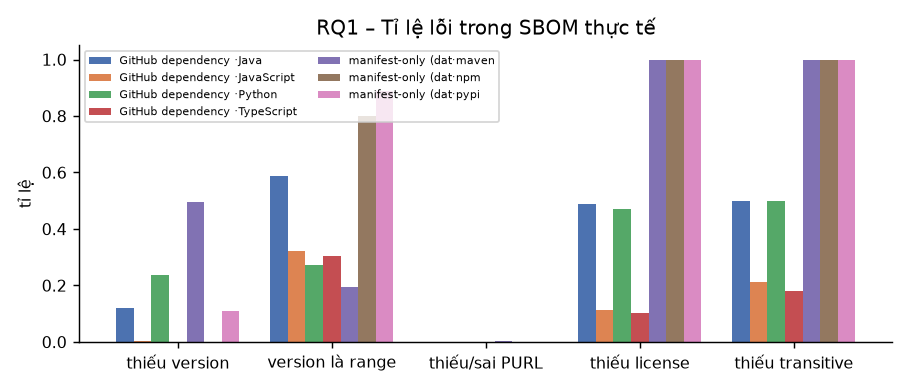 RQ1 – Tỉ lệ lỗi trong SBOM thực tế
GitHub dependency ·Java
GitHub dependency ·JavaScript
GitHub dependency ·Python
GitHub dependency ·TypeScript
manifest-only (dat·maven
manifest-only (dat·npm
manifest-only (dat·pypi
tỉ lệ
1.0
0.8
0.6
0.4
0.2
0.0
thiếu version
version là range
thiếu/sai PURL
thiếu license
thiếu transitive